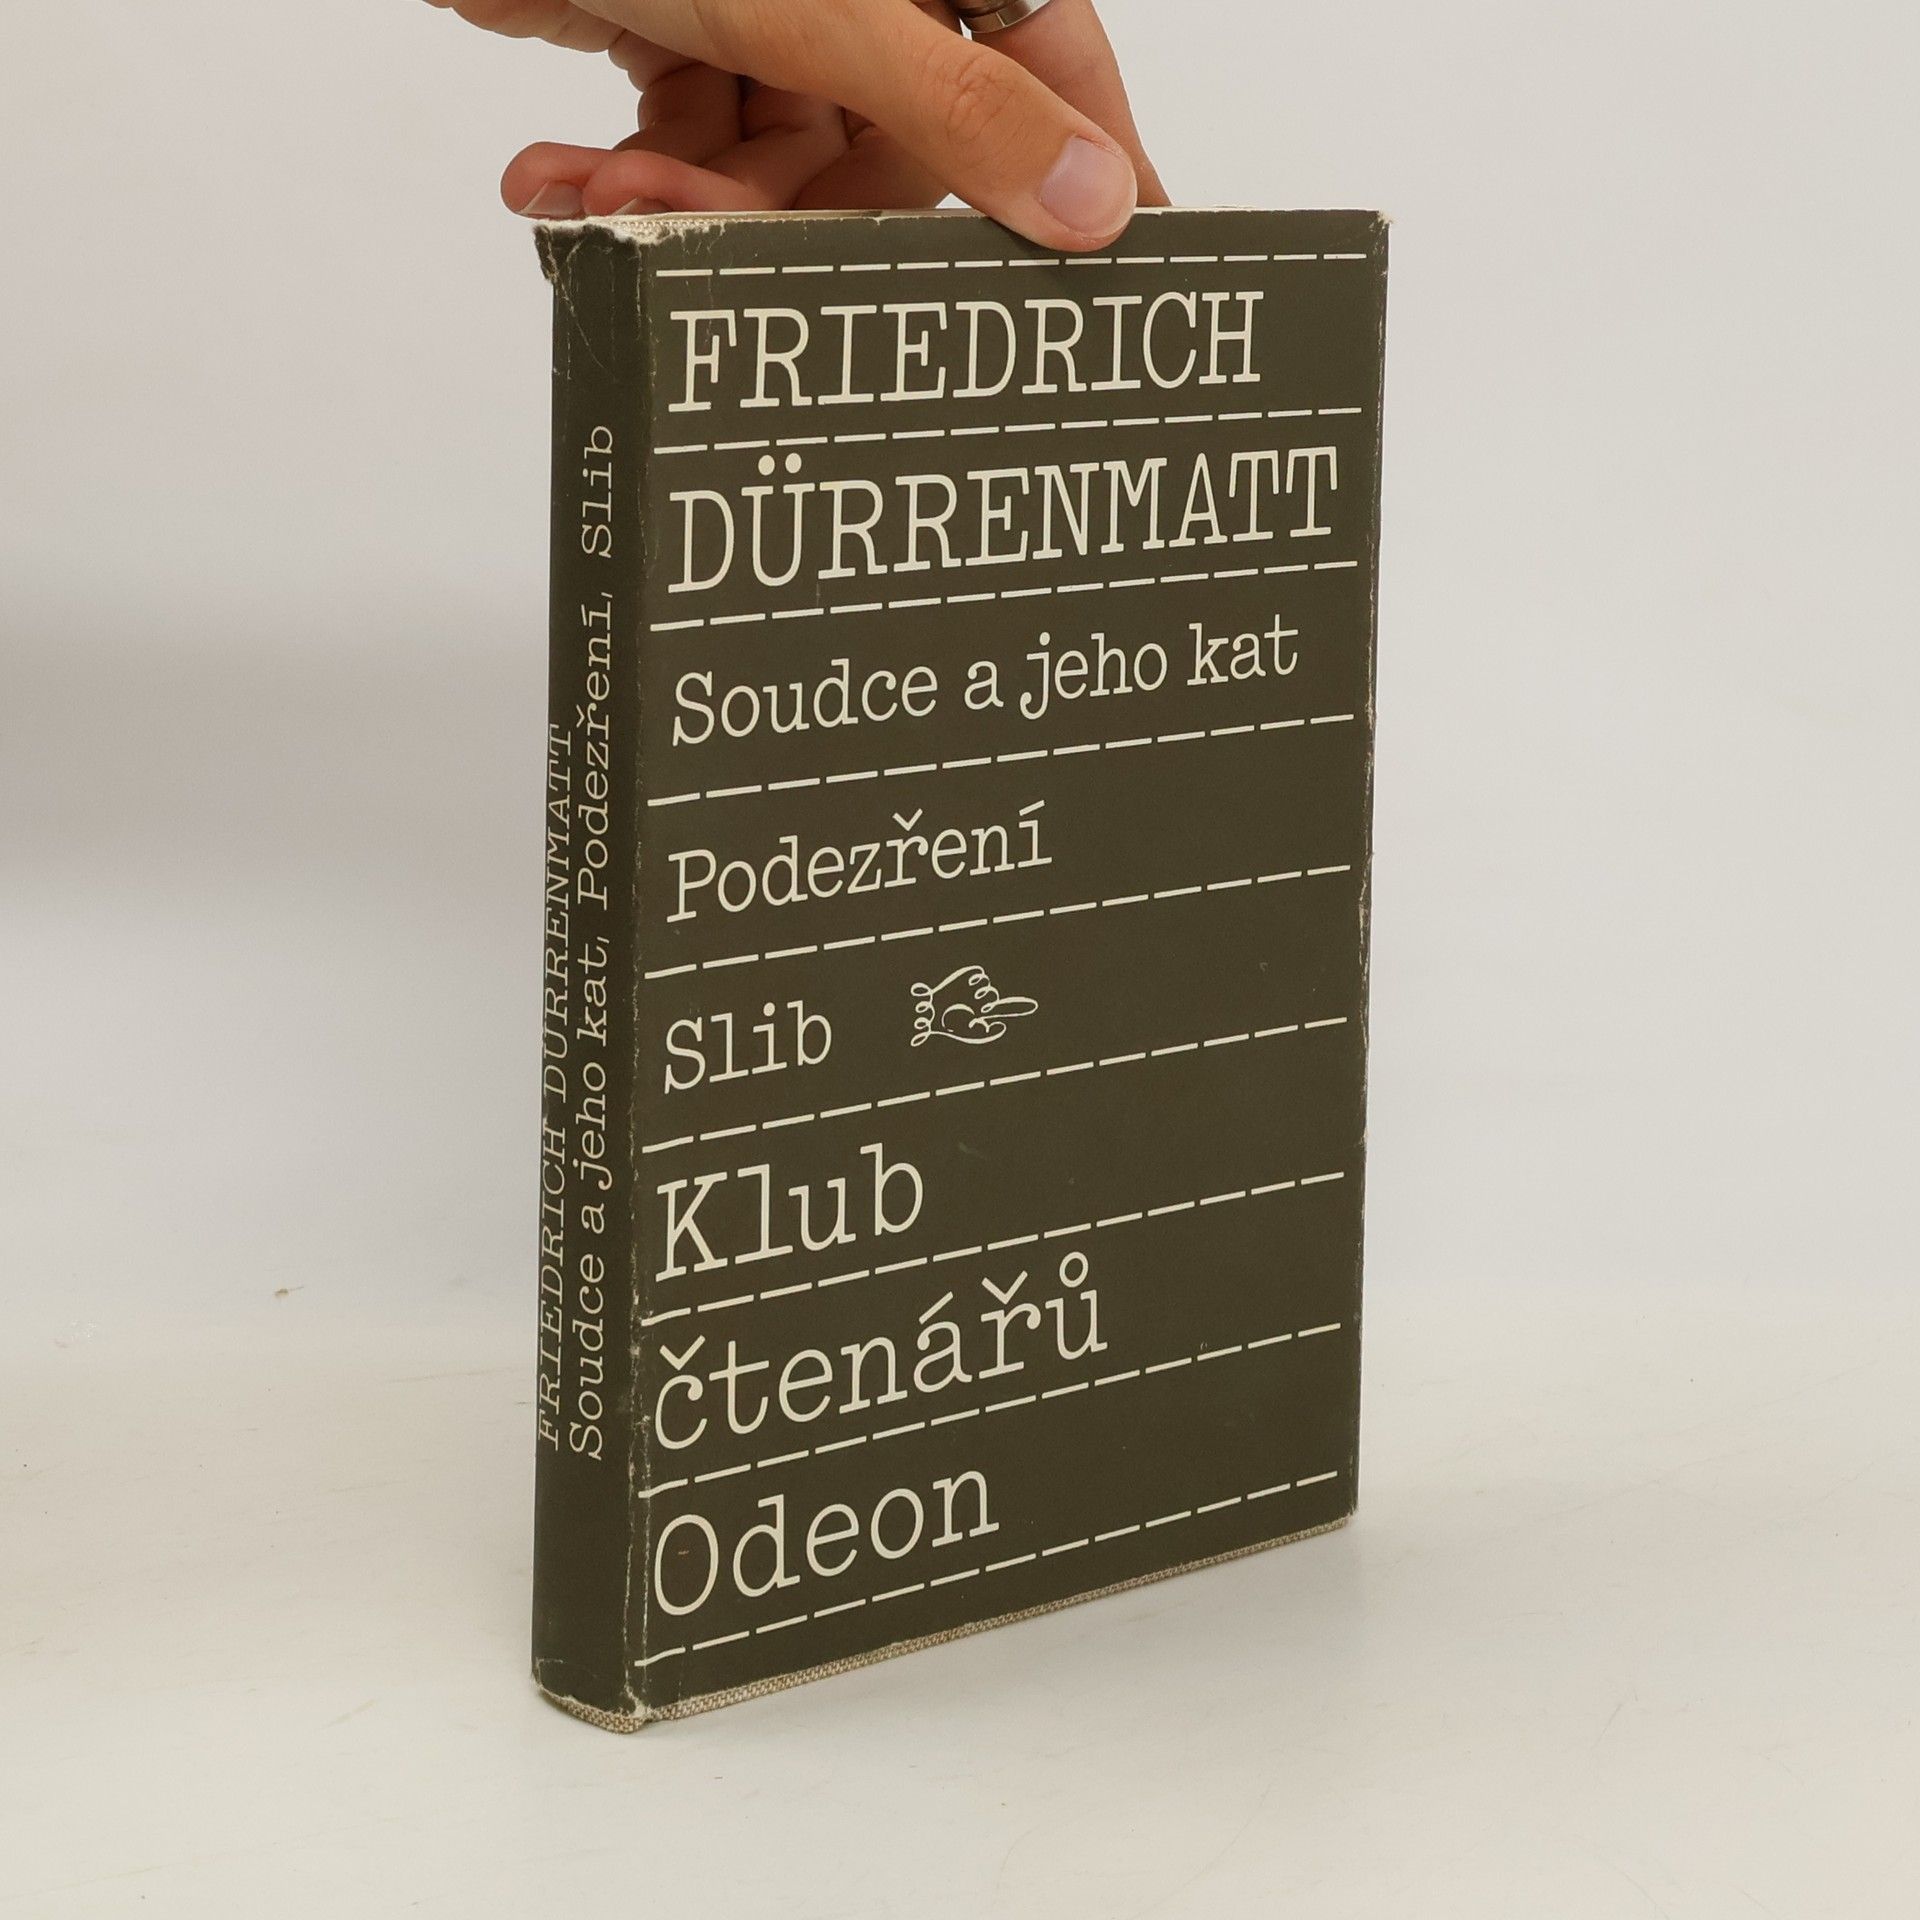 FRIEDRICH
DÜRRENMATT
Soudce a jeho kat
Podezření
Slib
Klub
čtenářů
Odeon
FRIEDRICH DÜRRENMATT
Soudce a jeho kat, Podezření, Slib